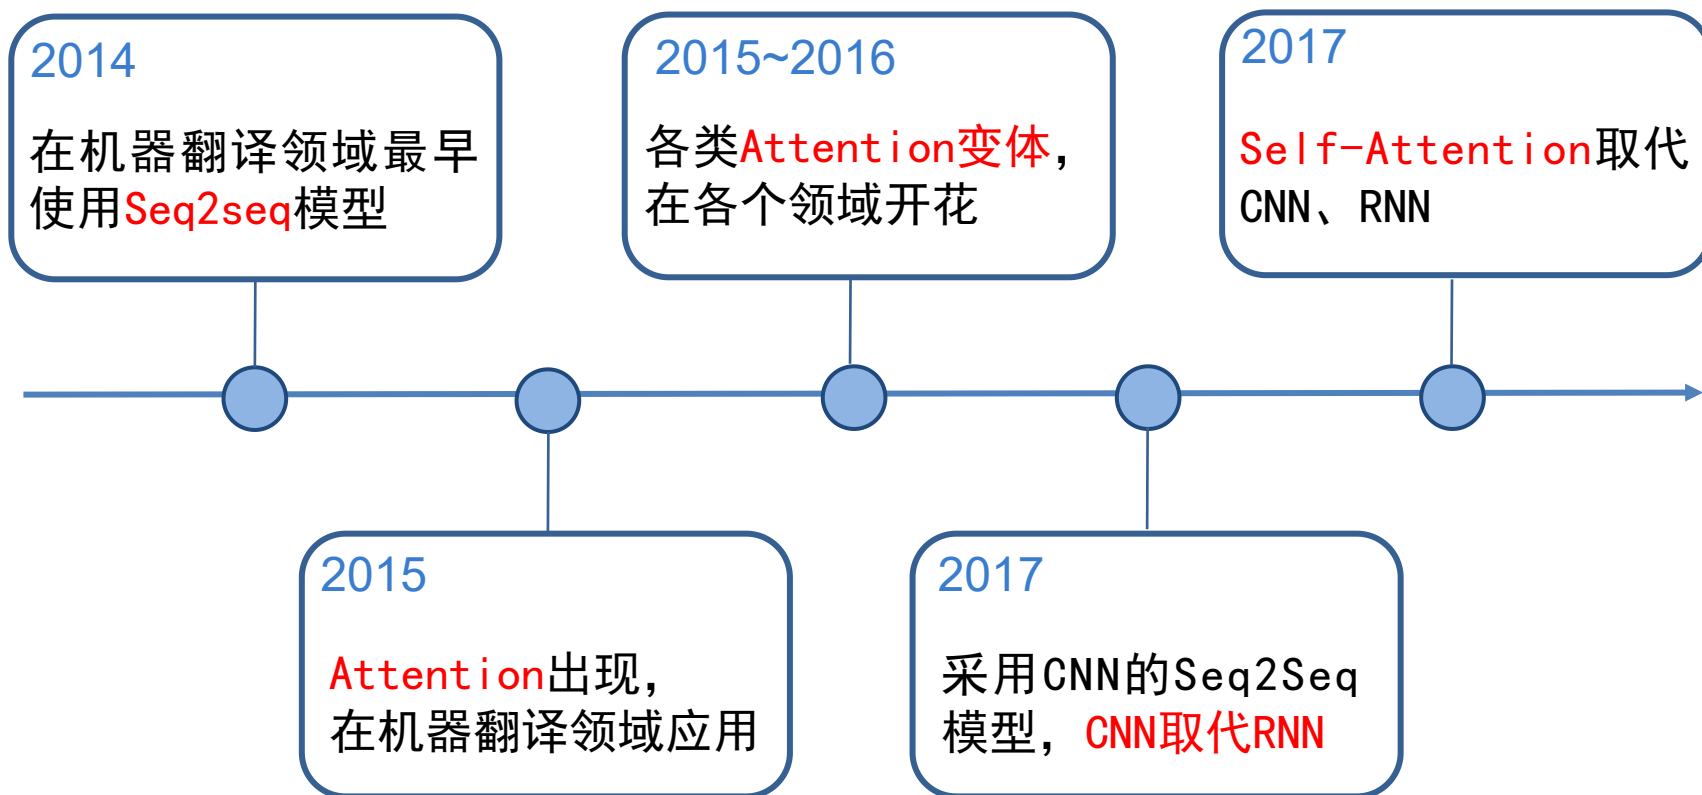 2014
在机器翻译领域最早
使用Seq2seq模型
2015
Attention出现，
在机器翻译领域应用
2015~2016
各类Attention变体，
在各个领域开花
2017
采用CNN的Seq2Seq
模型，CNN取代RNN
2017
Self-Attention取代
CNN、RNN